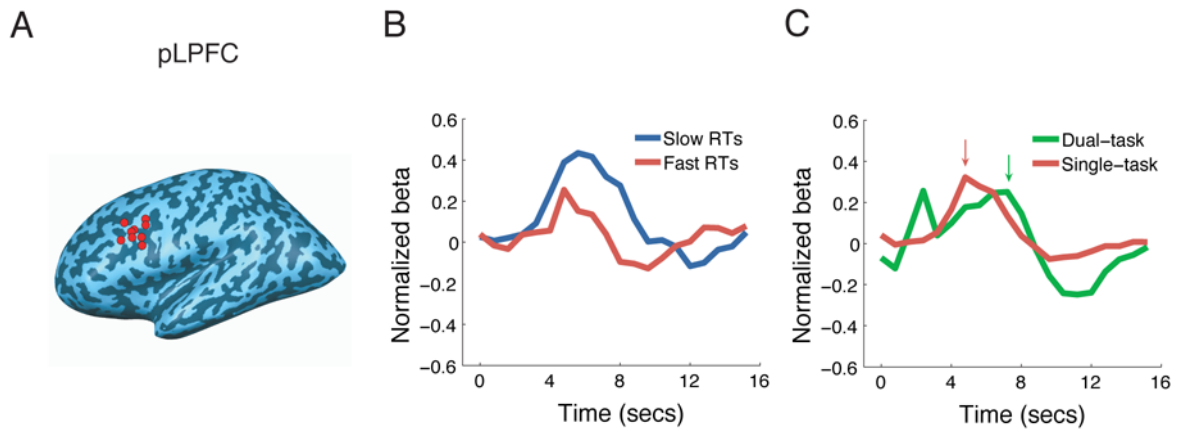 A
pLPFC
B
Normalized beta
0.6
0.4
0.2
0
−0.2
−0.4
−0.6
Slow RTs
Fast RTs
0 4 8 12 16
Time (secs)
C
Normalized beta
0.6
0.4
0.2
0
−0.2
−0.4
−0.6
Dual−task
Single−task
0 4 8 12 16
Time (secs)